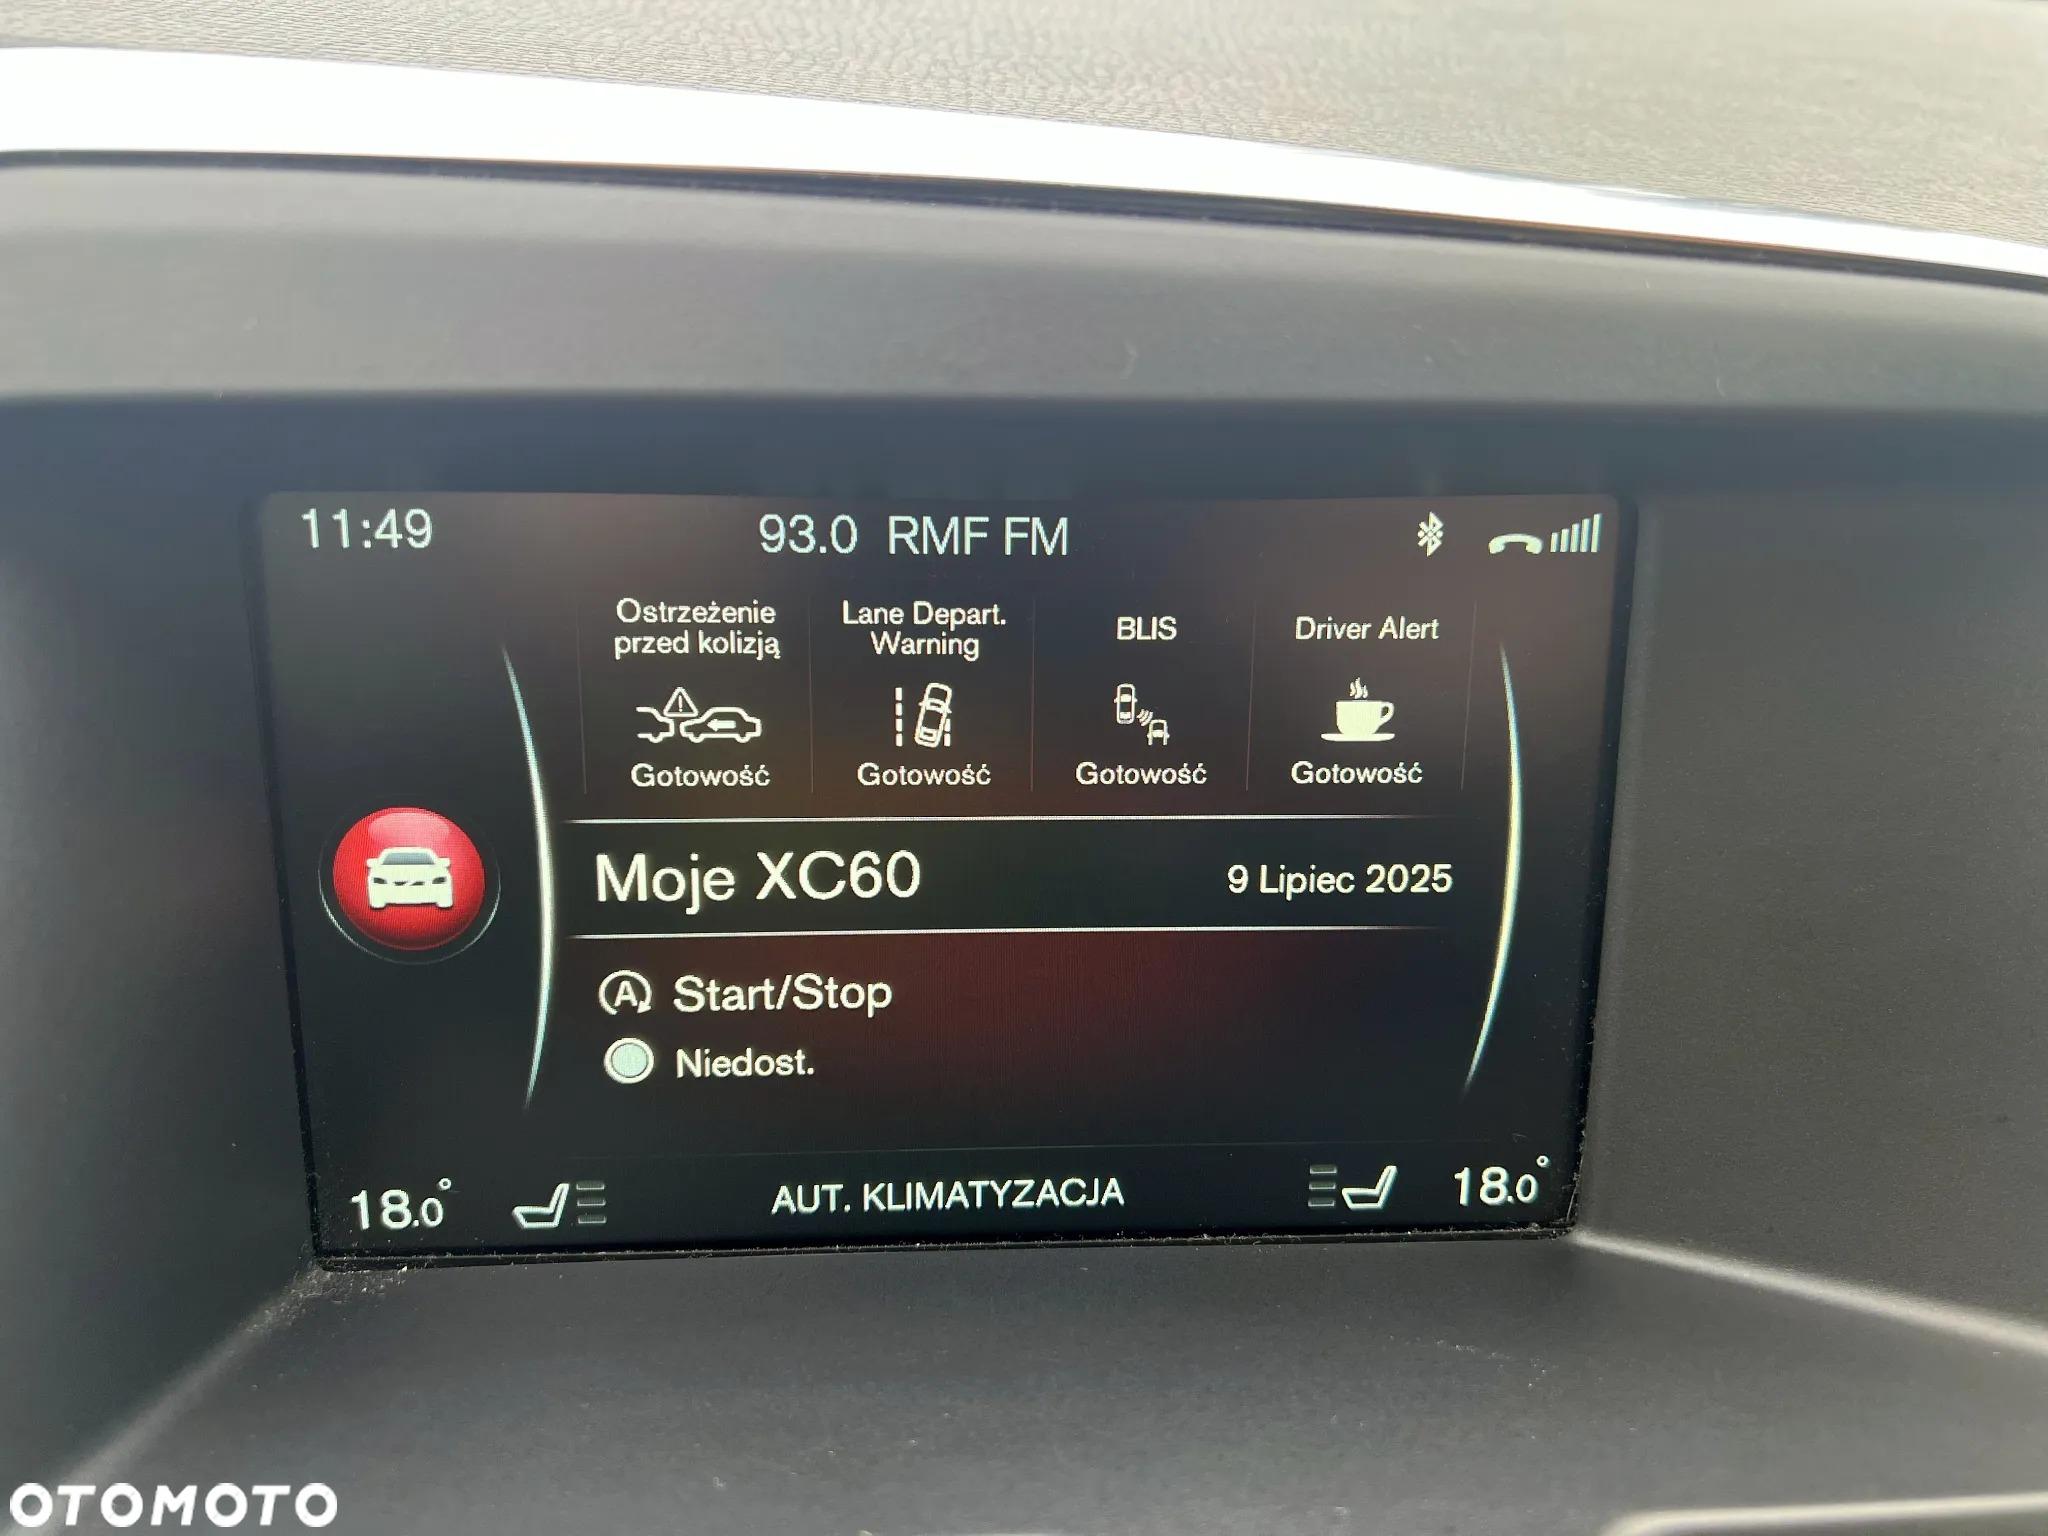 11:49
93.0 RMF FM
Ostrzeżenie
przed kolizją
Lane Depart.
Warning
BLIS
Driver Alert
Gotowość
Gotowość
Gotowość
Gotowość
Moje XC60
9 Lipiec 2025
A Start/Stop
Niedost.
18.0°
AUT. KLIMATYZACJA
18.0°
OTOMOTO